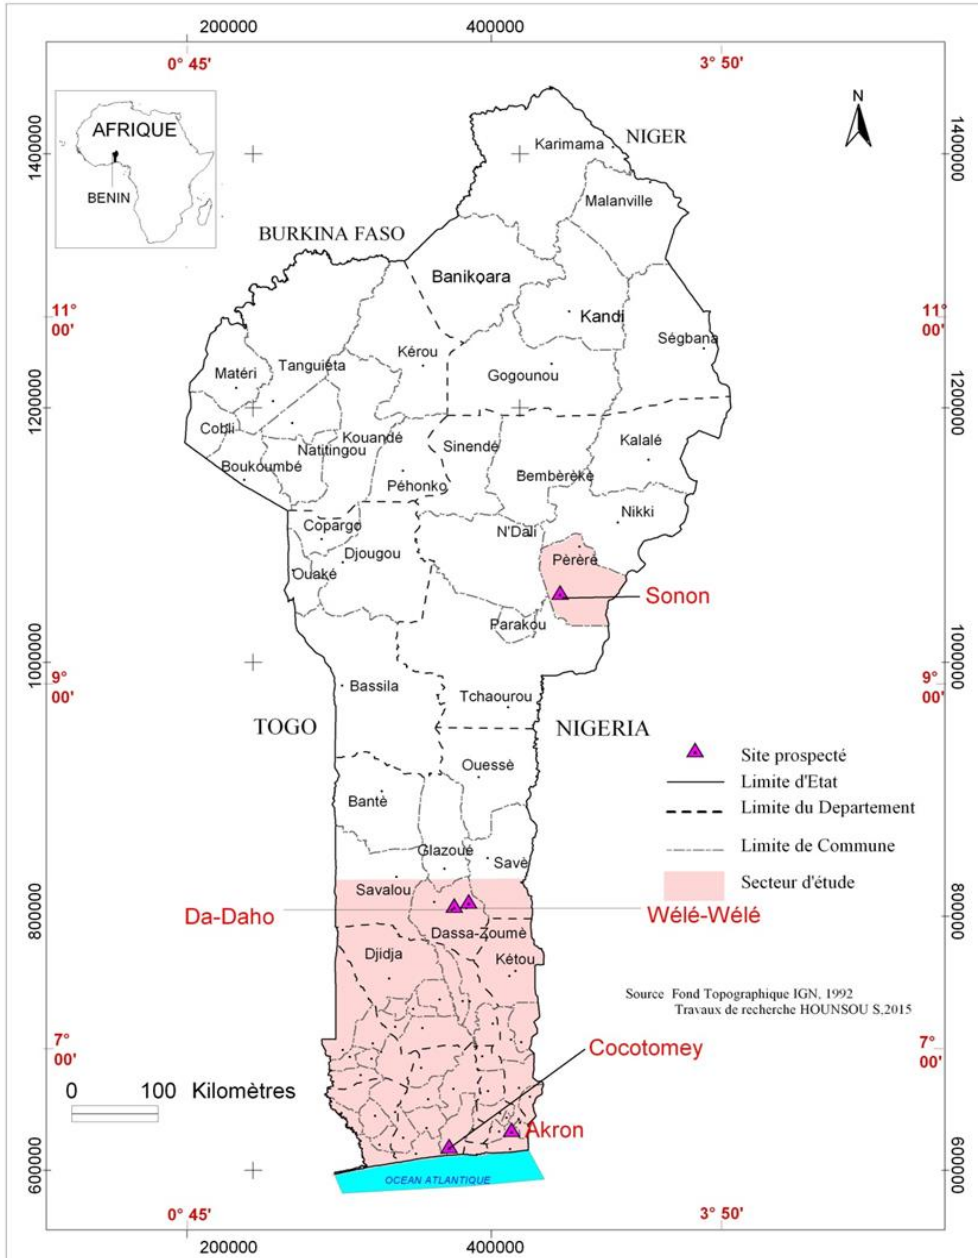 200000
400000
0° 45'
3° 50'
N
AFRIQUE
BENIN
1400000
1400000
Karimama
NIGER
Malanville
BURKINA FASO
Banikoara
11°
00'
Kandi
11°
00'
Ségbana
Kérou
Tanguiéta
Matéri
Gogounou
1200000
1200000
Cobli
Kouandé
Natitingou
Sinendé
Kalalé
Boukoumbé
Péhonko
Bembèrèkè
Nikki
Copargo
N'Dali
Djougou
Pèrèrè
Ouaké
Sonon
Parakou
1000000
1000000
9°
00'
9°
00'
Bassila
Tchaourou
TOGO
NIGERIA
Ouessè
Site prospecté
Limite d'Etat
Bantè
Limite du Departement
Glazoué
Limite de Commune
Savè
Savalou
Secteur d'étude
Da-Daho
Wélé-Wélé
800000
800000
Dassa-Zoumè
Djidja
Kétou
Source Fond Topographique IGN, 1992
Travaux de recherche HOUNSOU S,2015
7°
00'
Cocotomey
7°
00'
0 100 Kilomètres
Akron
600000
600000
OCEAN ATLANTIQUE
0° 45'
3° 50'
200000
400000